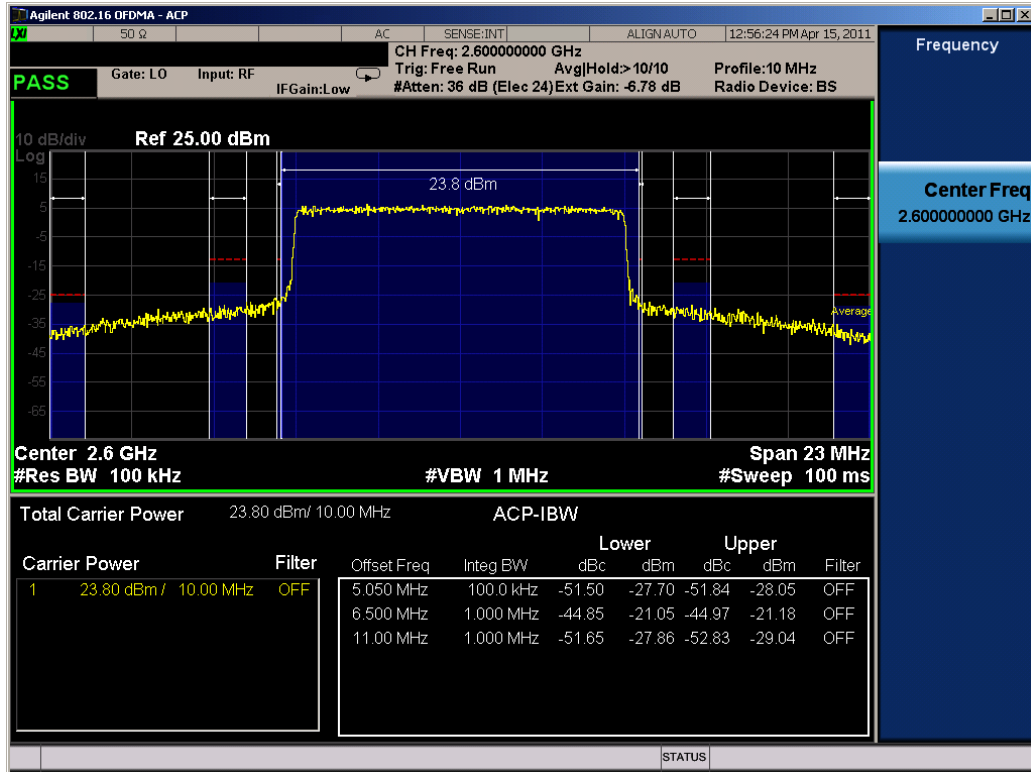 Agilent 802.16 OFDMA - ACP
LXI 50 Ω AC SENSE:INT ALIGN AUTO 12:56:24 PM Apr 15, 2011
Frequency
CH Freq: 2.600000000 GHz
PASS Gate: LO Input: RF Trig: Free Run Avg|Hold:> 10/10 Profile:10 MHz
IFGain:Low #Atten: 36 dB (Elec 24) Ext Gain: -6.78 dB Radio Device: BS
10 dB/div Ref 25.00 dBm
Log
15
5
-5
-15
-25
-35
-45
-55
-65
23.8 dBm
Average
Center Freq
2.600000000 GHz
Center 2.6 GHz Span 23 MHz
#Res BW 100 kHz #VBW 1 MHz #Sweep 100 ms
Total Carrier Power 23.80 dBm/ 10.00 MHz ACP-IBW
Lower Upper
Carrier Power Filter Offset Freq Integ BW dBc dBm dBc dBm Filter
1 23.80 dBm / 10.00 MHz OFF 5.050 MHz 100.0 kHz -51.50 -27.70 -51.84 -28.05 OFF
6.500 MHz 1.000 MHz -44.85 -21.05 -44.97 -21.18 OFF
11.00 MHz 1.000 MHz -51.65 -27.86 -52.83 -29.04 OFF
STATUS